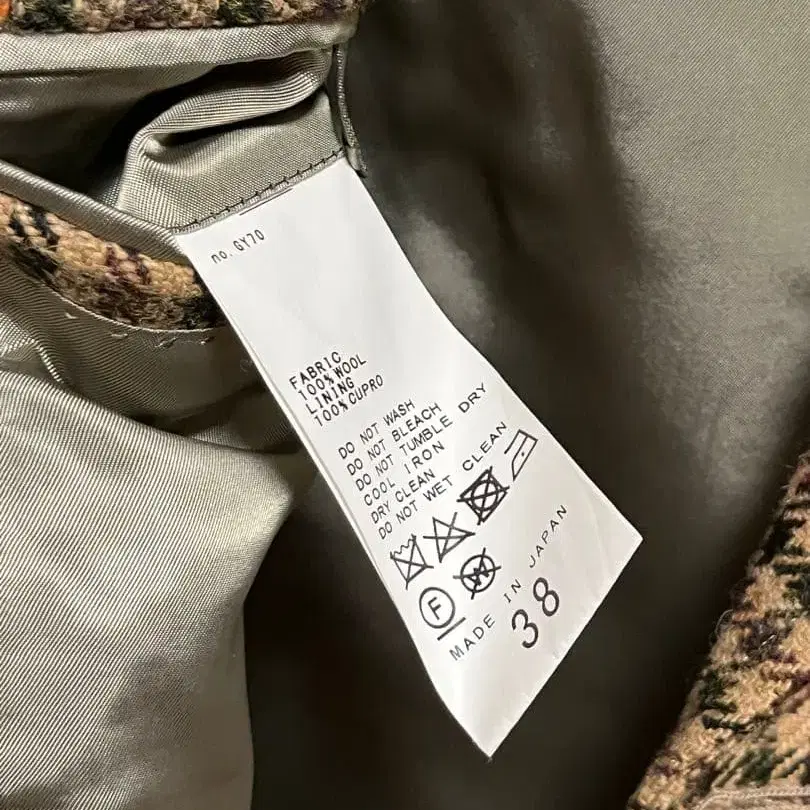 no. GY70
FABRIC
100%WOOL
LINING
100%CUPRO
DO NOT WASH
DO NOT BLEACH
DO NOT TUMBLE DRY
COOL IRON
DRY CLEAN
DO NOT WET CLEAN
F W
MADE IN JAPAN
38